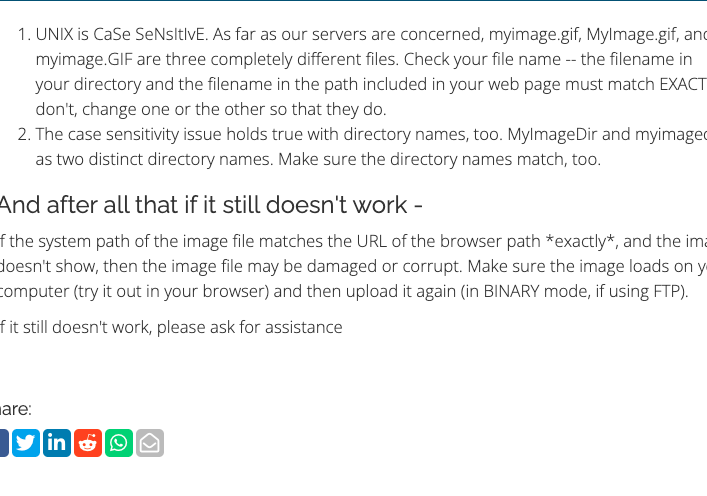 1. UNIX is CaSe SeNsItIvE. As far as our servers are concerned, myimage.gif, MyImage.gif, and
myimage.GIF are three completely different files. Check your file name -- the filename in
your directory and the filename in the path included in your web page must match EXACT
don't, change one or the other so that they do.
2. The case sensitivity issue holds true with directory names, too. MyImageDir and myimaged
as two distinct directory names. Make sure the directory names match, too.
And after all that if it still doesn't work -
f the system path of the image file matches the URL of the browser path *exactly*, and the ima
doesn't show, then the image file may be damaged or corrupt. Make sure the image loads on y
computer (try it out in your browser) and then upload it again (in BINARY mode, if using FTP).
f it still doesn't work, please ask for assistance
are: